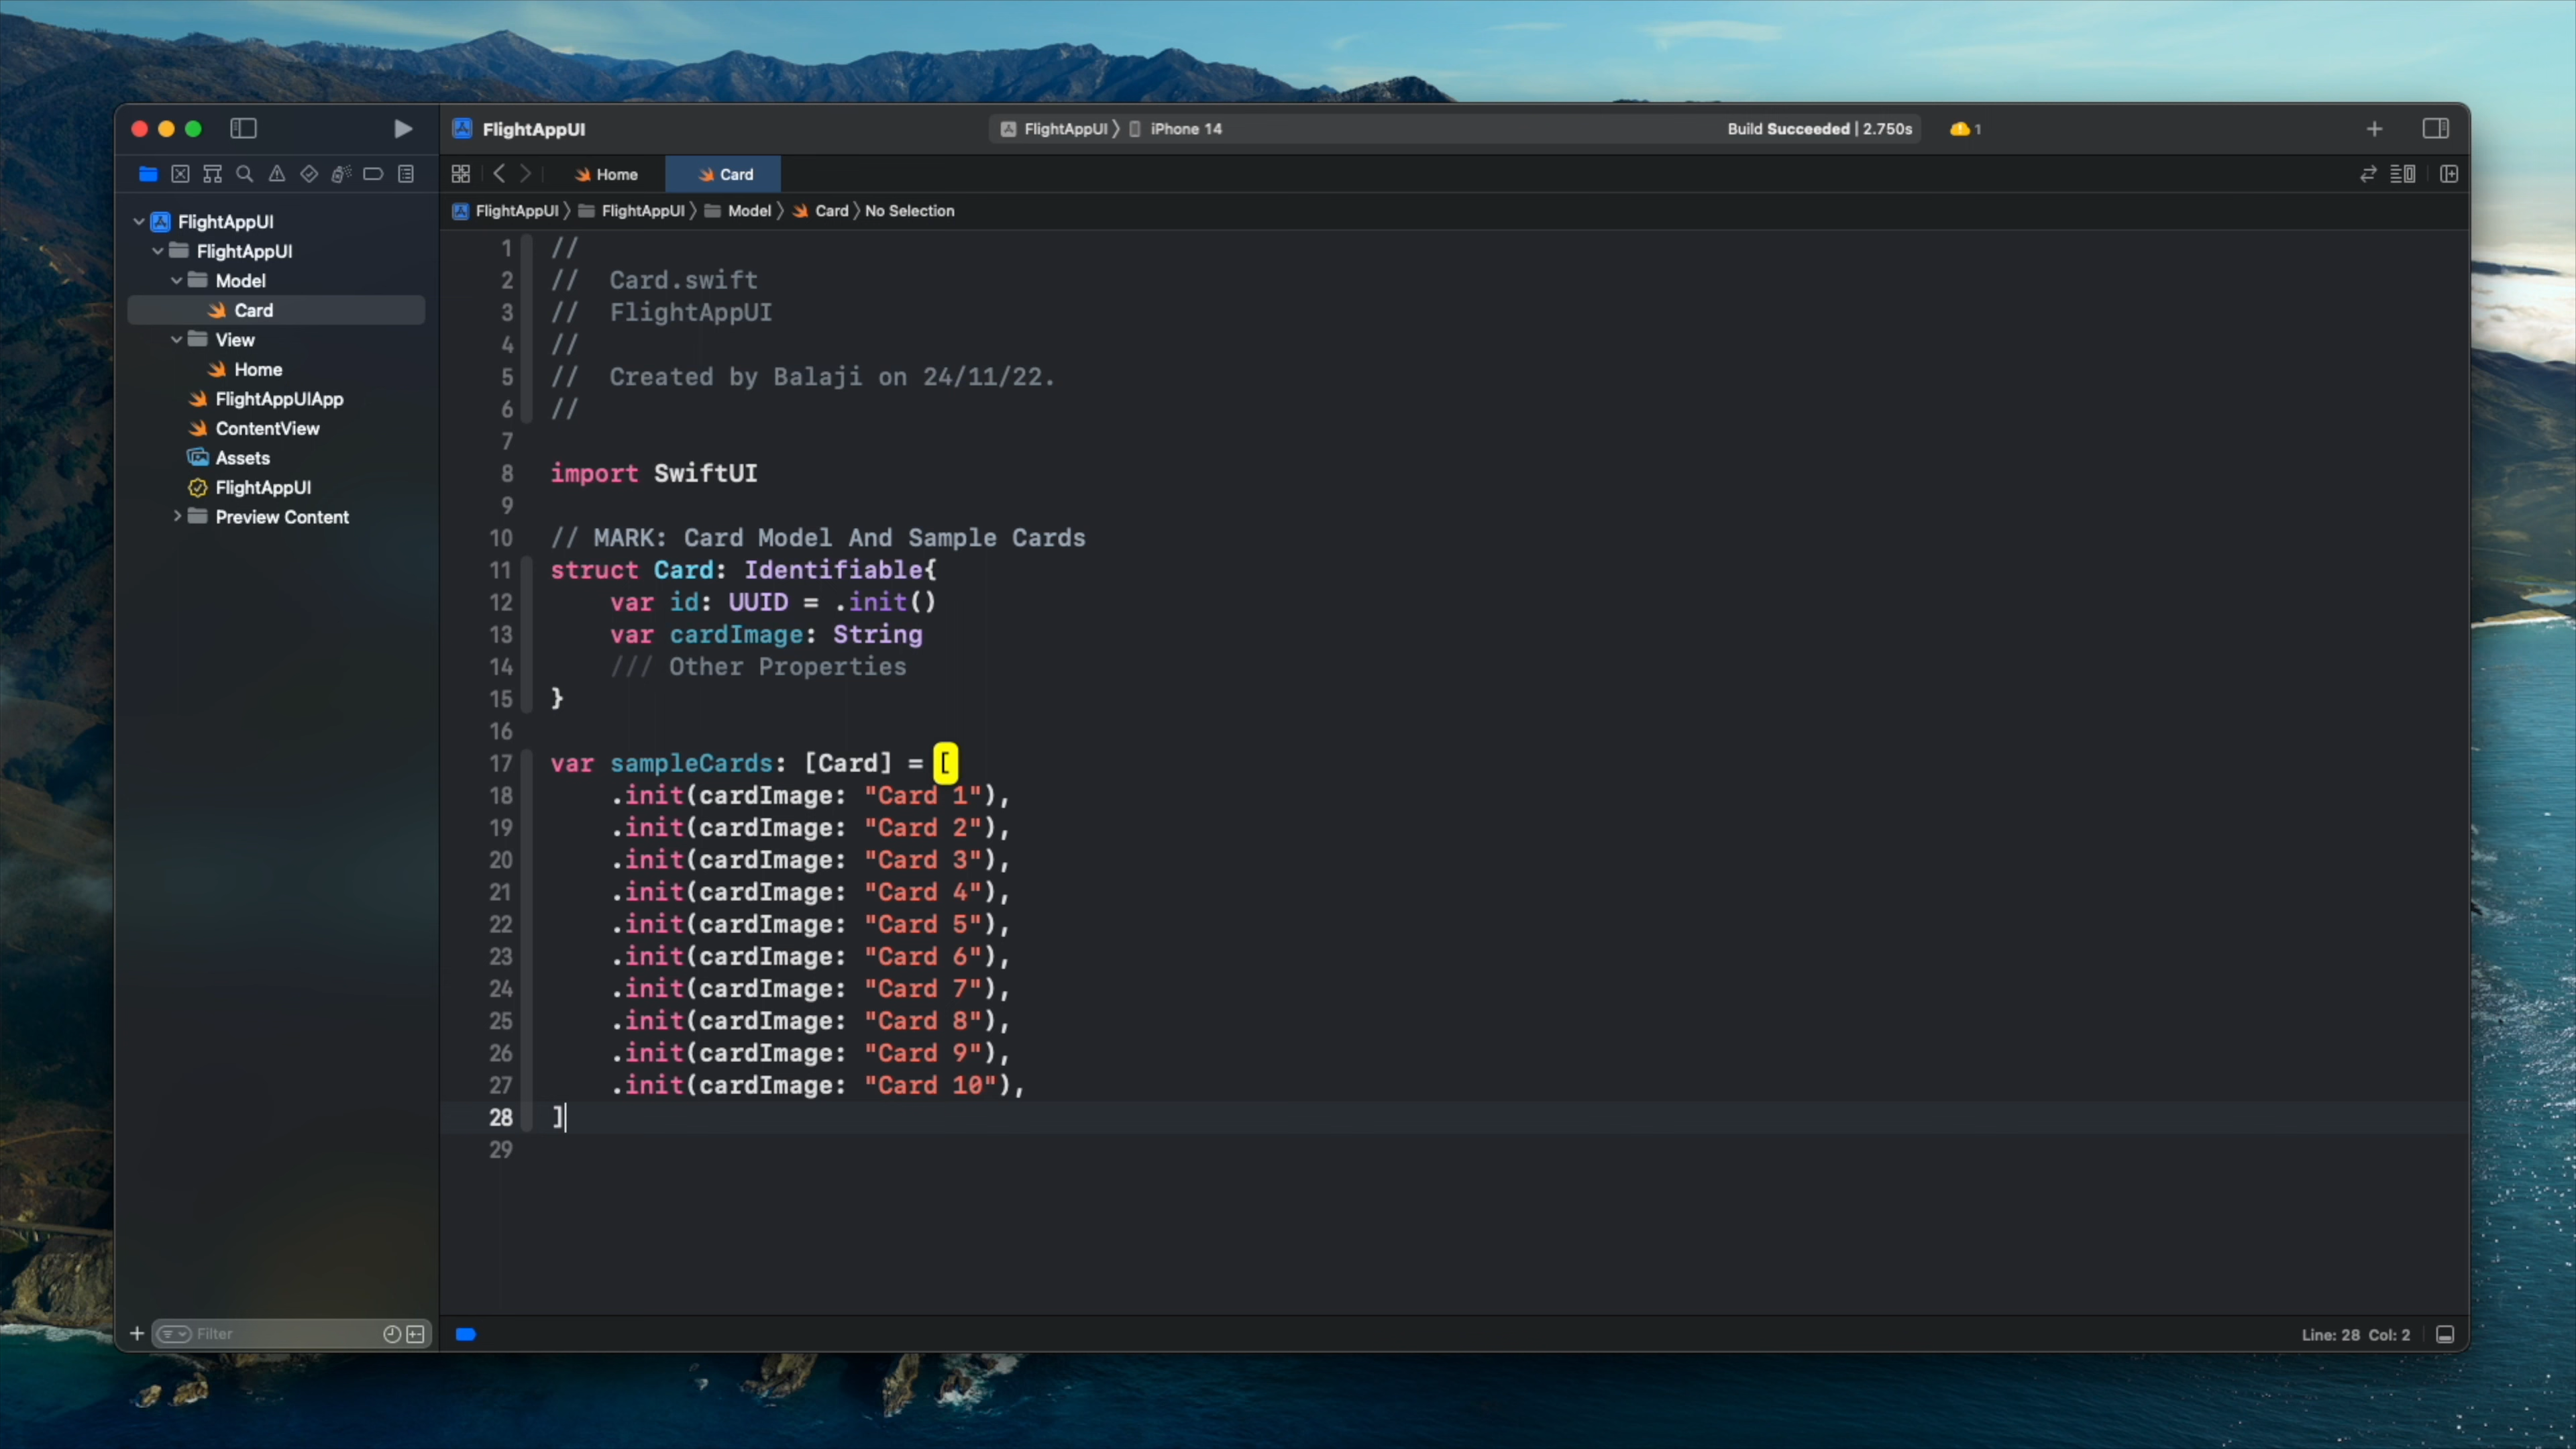 FlightAppUI
FlightAppUI 〉 iPhone 14
Build Succeeded | 2.750s
1
Home
Card
FlightAppUI 〉 FlightAppUI 〉 Model 〉 Card 〉 No Selection
FlightAppUI
FlightAppUI
Model
Card
View
Home
FlightAppUIApp
ContentView
Assets
FlightAppUI
Preview Content
Filter
1 //
2 //  Card.swift
3 //  FlightAppUI
4 //
5 //  Created by Balaji on 24/11/22.
6 //
7
8 import SwiftUI
9
10 // MARK: Card Model And Sample Cards
11 struct Card: Identifiable{
12     var id: UUID = .init()
13     var cardImage: String
14     /// Other Properties
15 }
16
17 var sampleCards: [Card] = [
18     .init(cardImage: "Card 1"),
19     .init(cardImage: "Card 2"),
20     .init(cardImage: "Card 3"),
21     .init(cardImage: "Card 4"),
22     .init(cardImage: "Card 5"),
23     .init(cardImage: "Card 6"),
24     .init(cardImage: "Card 7"),
25     .init(cardImage: "Card 8"),
26     .init(cardImage: "Card 9"),
27     .init(cardImage: "Card 10"),
28 ]
29
Line: 28  Col: 2